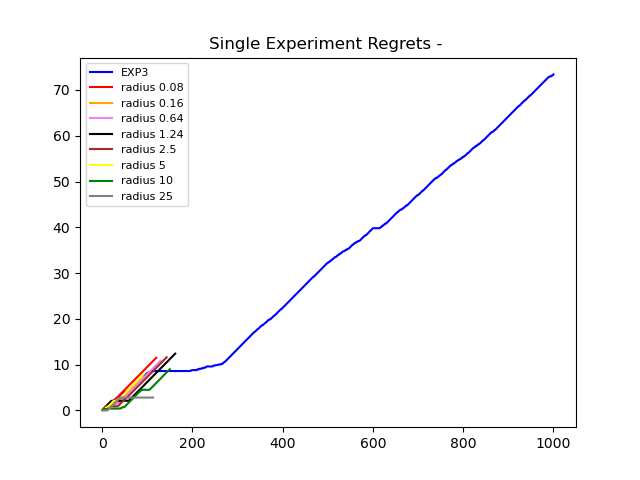 Single Experiment Regrets -
EXP3
radius 0.08
radius 0.16
radius 0.64
radius 1.24
radius 2.5
radius 5
radius 10
radius 25
70
60
50
40
30
20
10
0
0 200 400 600 800 1000